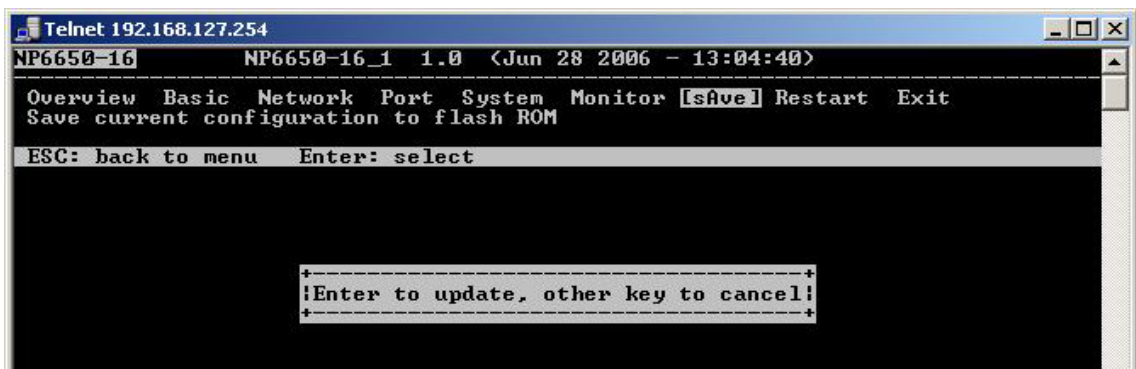 Telnet 192.168.127.254
NP6650-16 NP6650-16_1 1.0 (Jun 28 2006 - 13:04:40)
Overview Basic Network Port System Monitor [sAve] Restart Exit
Save current configuration to flash ROM
ESC: back to menu Enter: select
Enter to update, other key to cancel